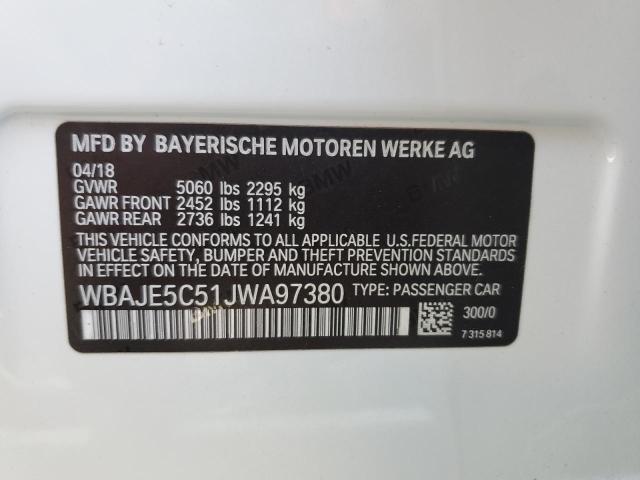 MFD BY BAYERISCHE MOTOREN WERKE AG
04/18
GVWR 5060 lbs 2295 kg
GAWR FRONT 2452 lbs 1112 kg
GAWR REAR 2736 lbs 1241 kg
THIS VEHICLE CONFORMS TO ALL APPLICABLE U.S.FEDERAL MOTOR
VEHICLE SAFETY, BUMPER AND THEFT PREVENTION STANDARDS
IN EFFECT ON THE DATE OF MANUFACTURE SHOWN ABOVE.
WBAJE5C51JWA97380 TYPE: PASSENGER CAR
300/0
7 315 814